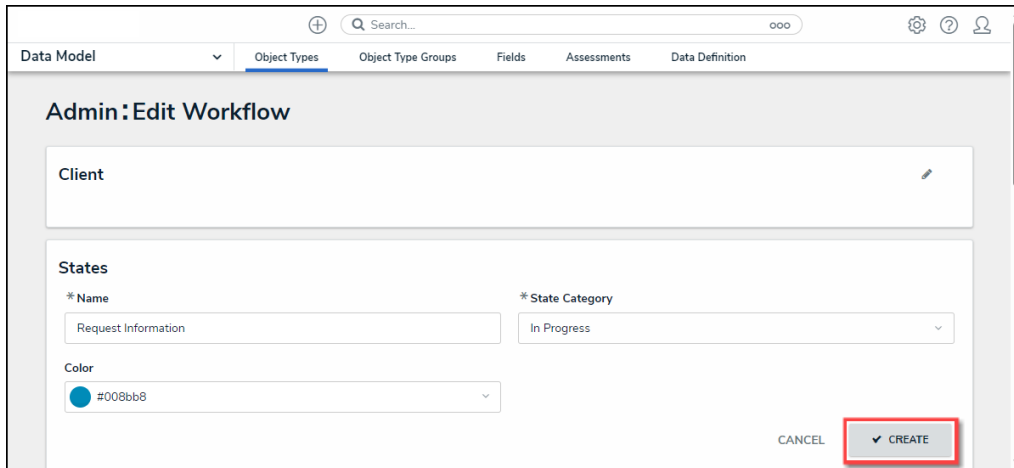 Search...
Data Model Object Types Object Type Groups Fields Assessments Data Definition
Admin:Edit Workflow
Client
States
*Name *State Category
Request Information In Progress
Color
#008bb8
CANCEL CREATE